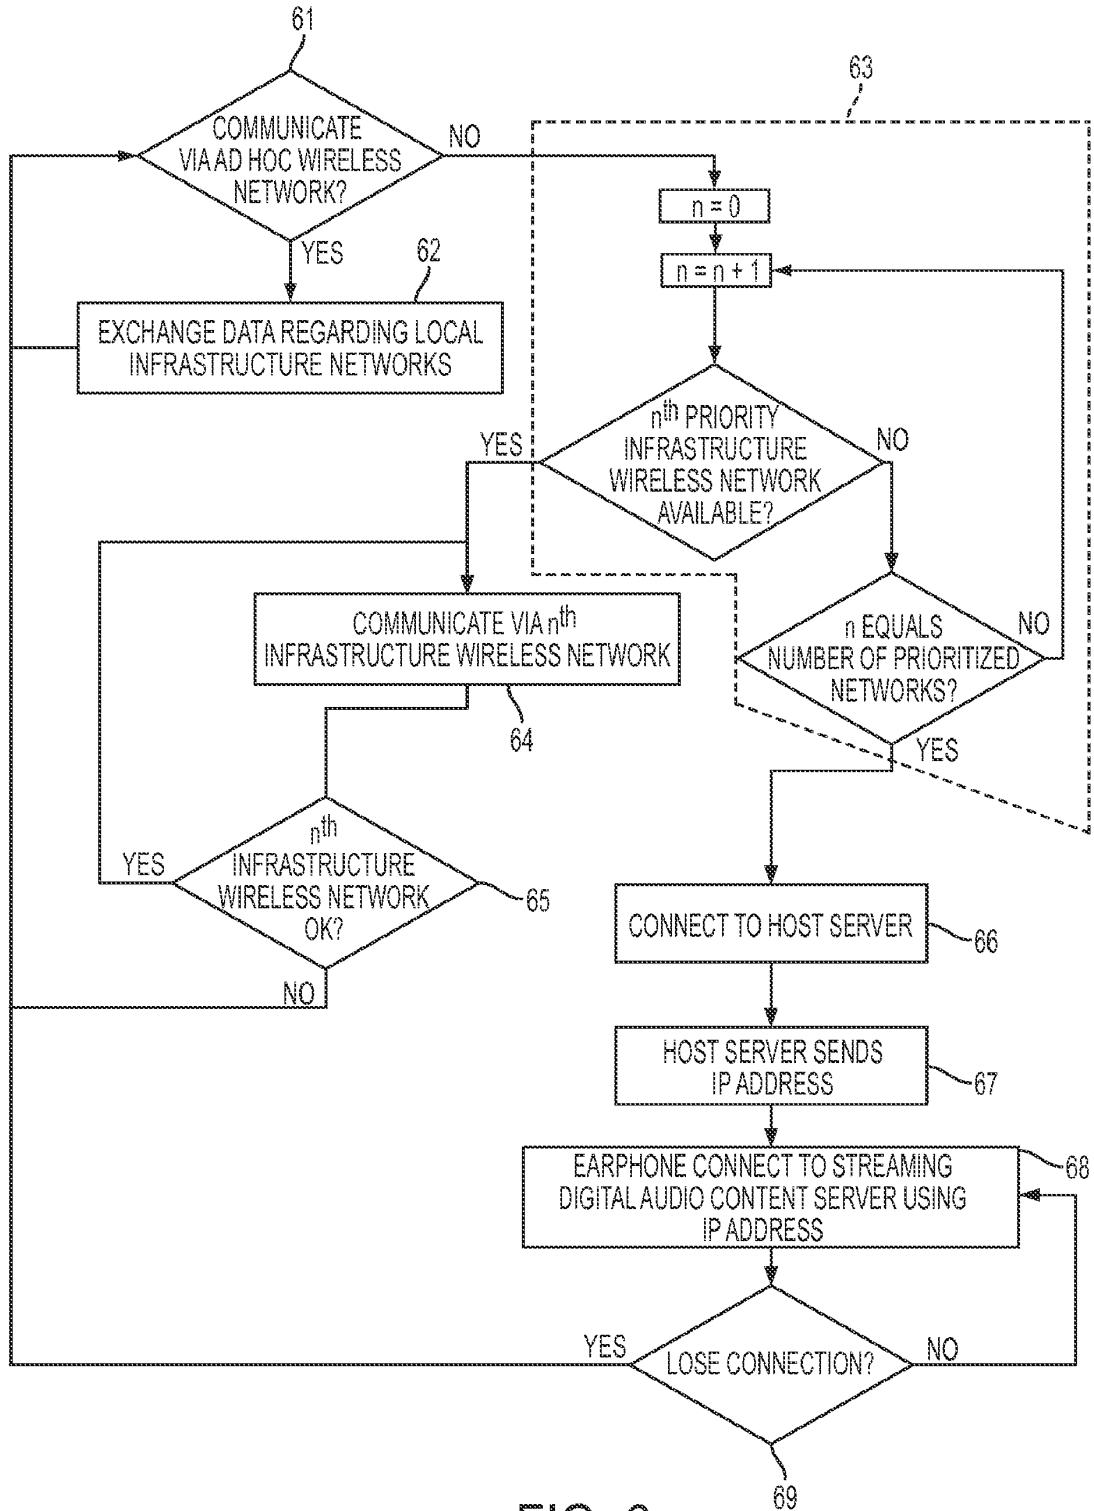 61
COMMUNICATE
VIA AD HOC WIRELESS
NETWORK?
NO
YES
62
EXCHANGE DATA REGARDING LOCAL
INFRASTRUCTURE NETWORKS
63
n = 0
n = n + 1
nth PRIORITY
INFRASTRUCTURE
WIRELESS NETWORK
AVAILABLE?
YES
NO
n EQUALS
NUMBER OF PRIORITIZED
NETWORKS?
NO
YES
COMMUNICATE VIA nth
INFRASTRUCTURE WIRELESS NETWORK
64
nth
INFRASTRUCTURE
WIRELESS NETWORK
OK?
YES
65
NO
CONNECT TO HOST SERVER
66
HOST SERVER SENDS
IP ADDRESS
67
EARPHONE CONNECT TO STREAMING
DIGITAL AUDIO CONTENT SERVER USING
IP ADDRESS
68
LOSE CONNECTION?
YES
NO
69
FIG.